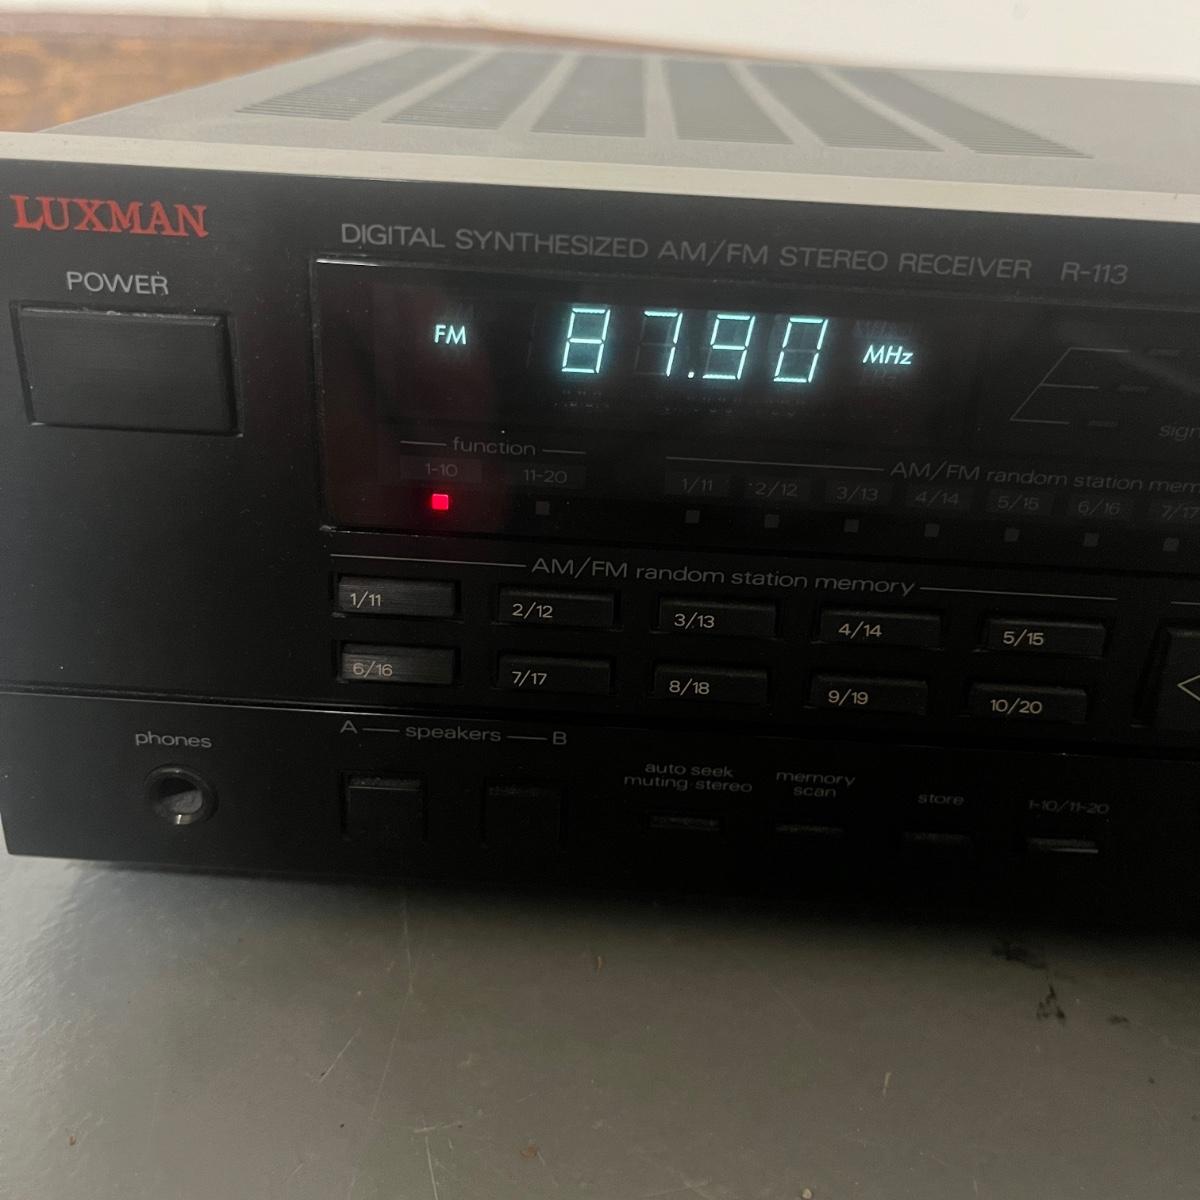 LUXMAN
DIGITAL SYNTHESIZED AM/FM STEREO RECEIVER R-113
POWER
FM 87.90 MHz
function
1-10 11-20
AM/FM random station mem
1/11 2/12 3/13 4/14 5/15 6/16 7/17
sign
AM/FM random station memory
1/11 2/12 3/13 4/14 5/15
6/16 7/17 8/18 9/19 10/20
phones
A speakers B
auto seek
muting·stereo
memory
scan
store
1-10/11-20